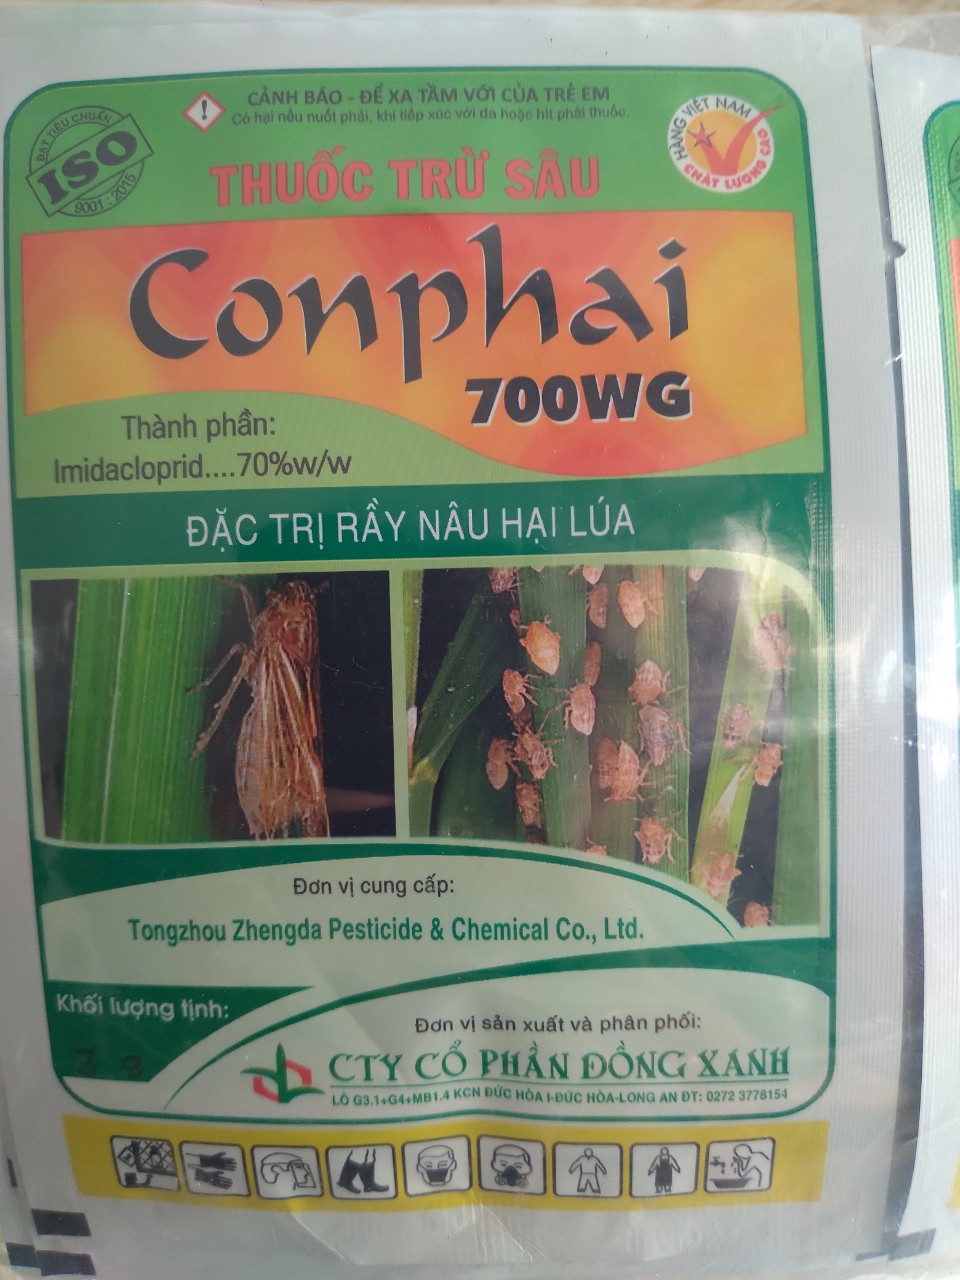 CẢNH BÁO - ĐỂ XA TẦM VỚI CỦA TRẺ EM
Có hại nếu nuốt phải, khi tiếp xúc với da hoặc hít phải thuốc.
ĐẠT TIÊU CHUẨN
ISO
9001 : 2015
HÀNG VIỆT NAM
CHẤT LƯỢNG CAO
THUỐC TRỪ SÂU
Conphai
700WG
Thành phần:
Imidacloprid....70%w/w
ĐẶC TRỊ RẦY NÂU HẠI LÚA
Đơn vị cung cấp:
Tongzhou Zhengda Pesticide & Chemical Co., Ltd.
Khối lượng tịnh:
3 g
Đơn vị sản xuất và phân phối:
CTY CỔ PHẦN ĐỒNG XANH
LÔ G3.1+G4+MB1.4 KCN ĐỨC HÒA I-ĐỨC HÒA-LONG AN ĐT: 0272 3778154